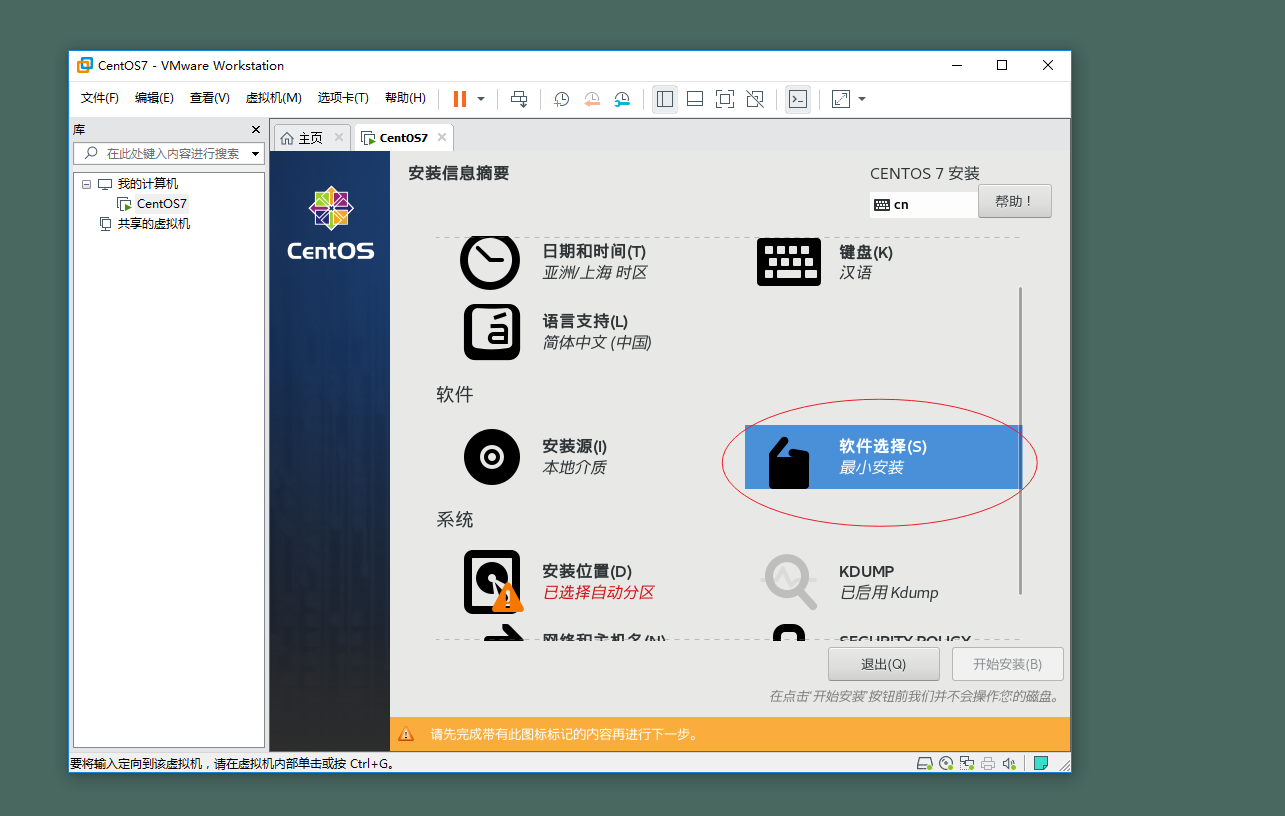 CentOS7 - VMware Workstation
文件(F) 编辑(E) 查看(V) 虚拟机(M) 选项卡(T) 帮助(H)
库
在此处键入内容进行搜索
我的计算机
CentOS7
共享的虚拟机
主页
CentOS7
CentOS
安装信息摘要
CENTOS 7 安装
cn
帮助！
日期和时间(T)
亚洲/上海 时区
键盘(K)
汉语
语言支持(L)
简体中文 (中国)
软件
安装源(I)
本地介质
软件选择(S)
最小安装
系统
安装位置(D)
已选择自动分区
KDUMP
已启用 Kdump
网络和主机名(N)
SECURITY POLICY
退出(Q)
开始安装(B)
在点击'开始安装'按钮前我们并不会操作您的磁盘。
请先完成带有此图标标记的内容再进行下一步。
要将输入定向到该虚拟机，请在虚拟机内部单击或按 Ctrl+G。